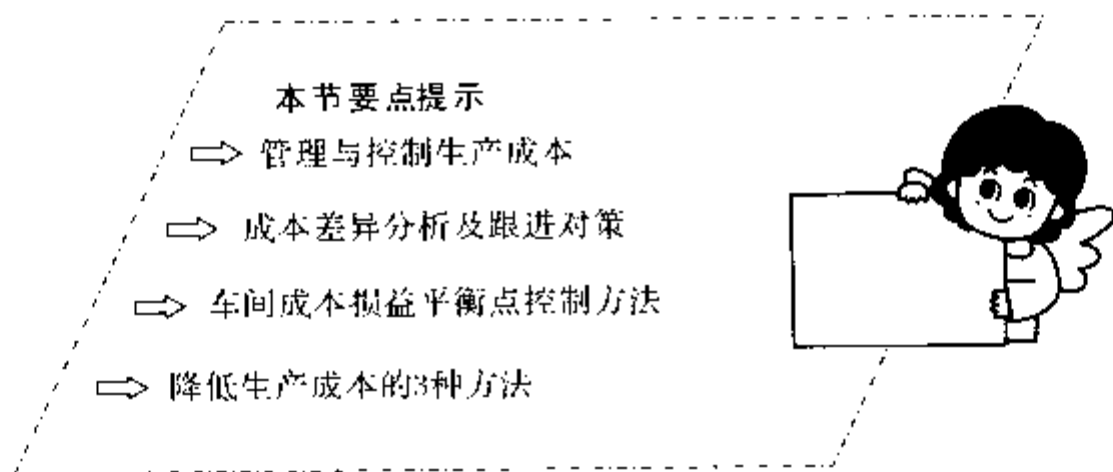 本节要点提示
管理与控制生产成本
成本差异分析及跟进对策
车间成本损益平衡点控制方法
降低生产成本的3种方法